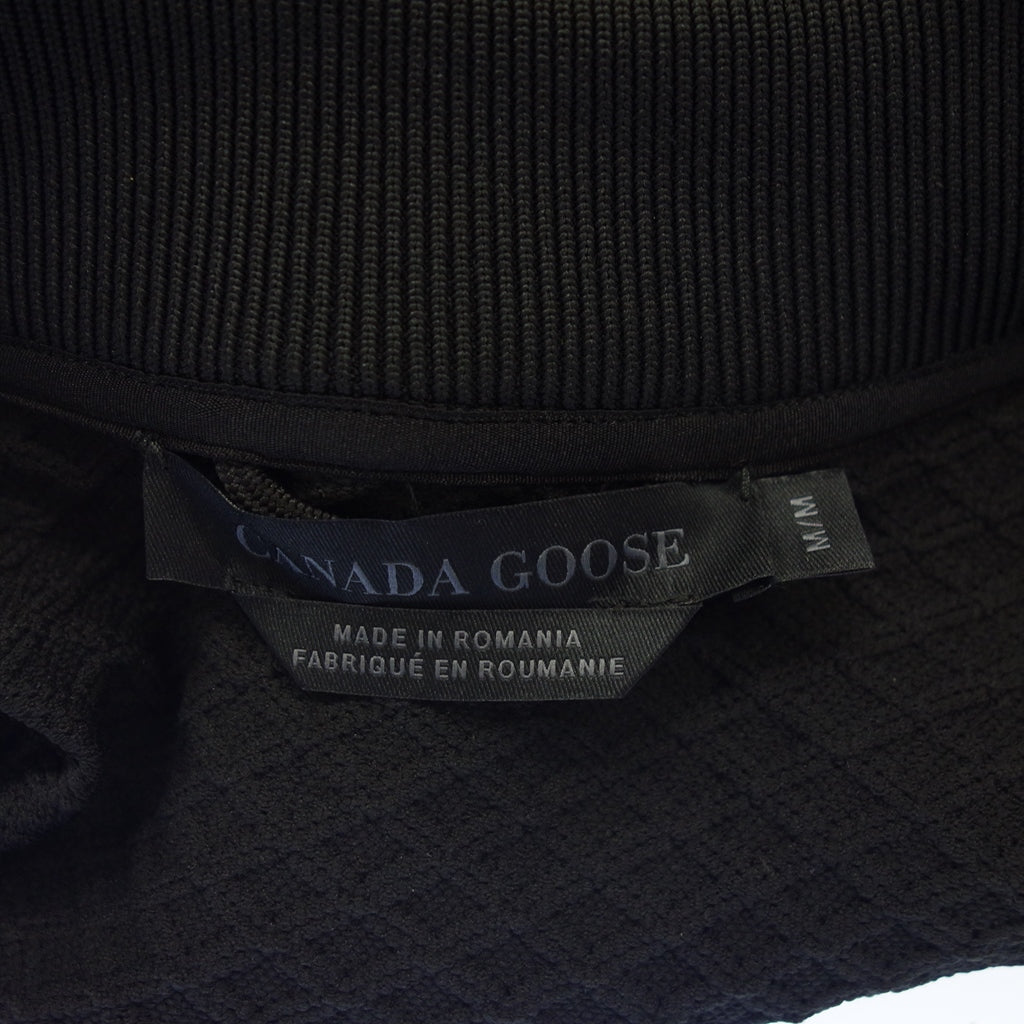 CANADA GOOSE
M/M
MADE IN ROMANIA
FABRIQUÉ EN ROUMANIE